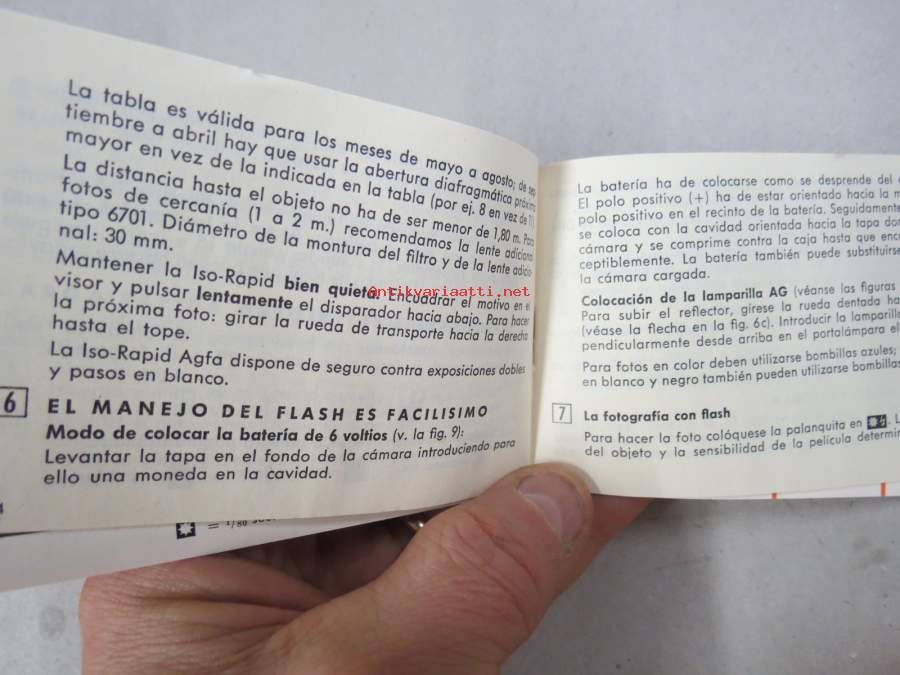 La tabla es válida para los meses de mayo a agosto; de sep-
tiembre a abril hay que usar la abertura diafragmática próxima
mayor en vez de la indicada en la tabla (por ej. 8 en vez de 11)
La distancia hasta el objeto no ha de ser menor de 1,80 m. Para
fotos de cercanía (1 a 2 m.) recomendamos la lente adicional
tipo 6701. Diámetro de la montura del filtro y de la lente adicio-
nal: 30 mm.
Mantener la Iso-Rapid bien quieta. Encuadrar el motivo en el
visor y pulsar lentamente el disparador hacia abajo. Para hacer
la próxima foto: girar la rueda de transporte hacia la derecha
hasta el tope.
La Iso-Rapid Agfa dispone de seguro contra exposiciones dobles
y pasos en blanco.
6 EL MANEJO DEL FLASH ES FACILISIMO
Modo de colocar la batería de 6 voltios (v. la fig. 9):
Levantar la tapa en el fondo de la cámara introduciendo para
ello una moneda en la cavidad.
= 1/80
La batería ha de colocarse como se desprende del
El polo positivo (+) ha de estar orientado hacia la
polo positivo en el recinto de la batería. Seguidamente
se coloca con la cavidad orientada hacia la tapa
cámara y se comprime contra la caja hasta que
ceptiblemente. La batería también puede substituirse
la cámara cargada.
Colocación de la lamparilla AG (véanse las figuras
Para subir el reflector, girese la rueda dentada
(véase la flecha en la fig. 6c). Introducir la lamparilla
pendicularmente desde arriba en el portalámpara
Para fotos en color deben utilizarse bombillas azules;
en blanco y negro también pueden utilizarse bombillas
7 La fotografía con flash
Para hacer la foto colóquese la palanquita en
del objeto y la sensibilidad de la película
Antikvariaatti.net